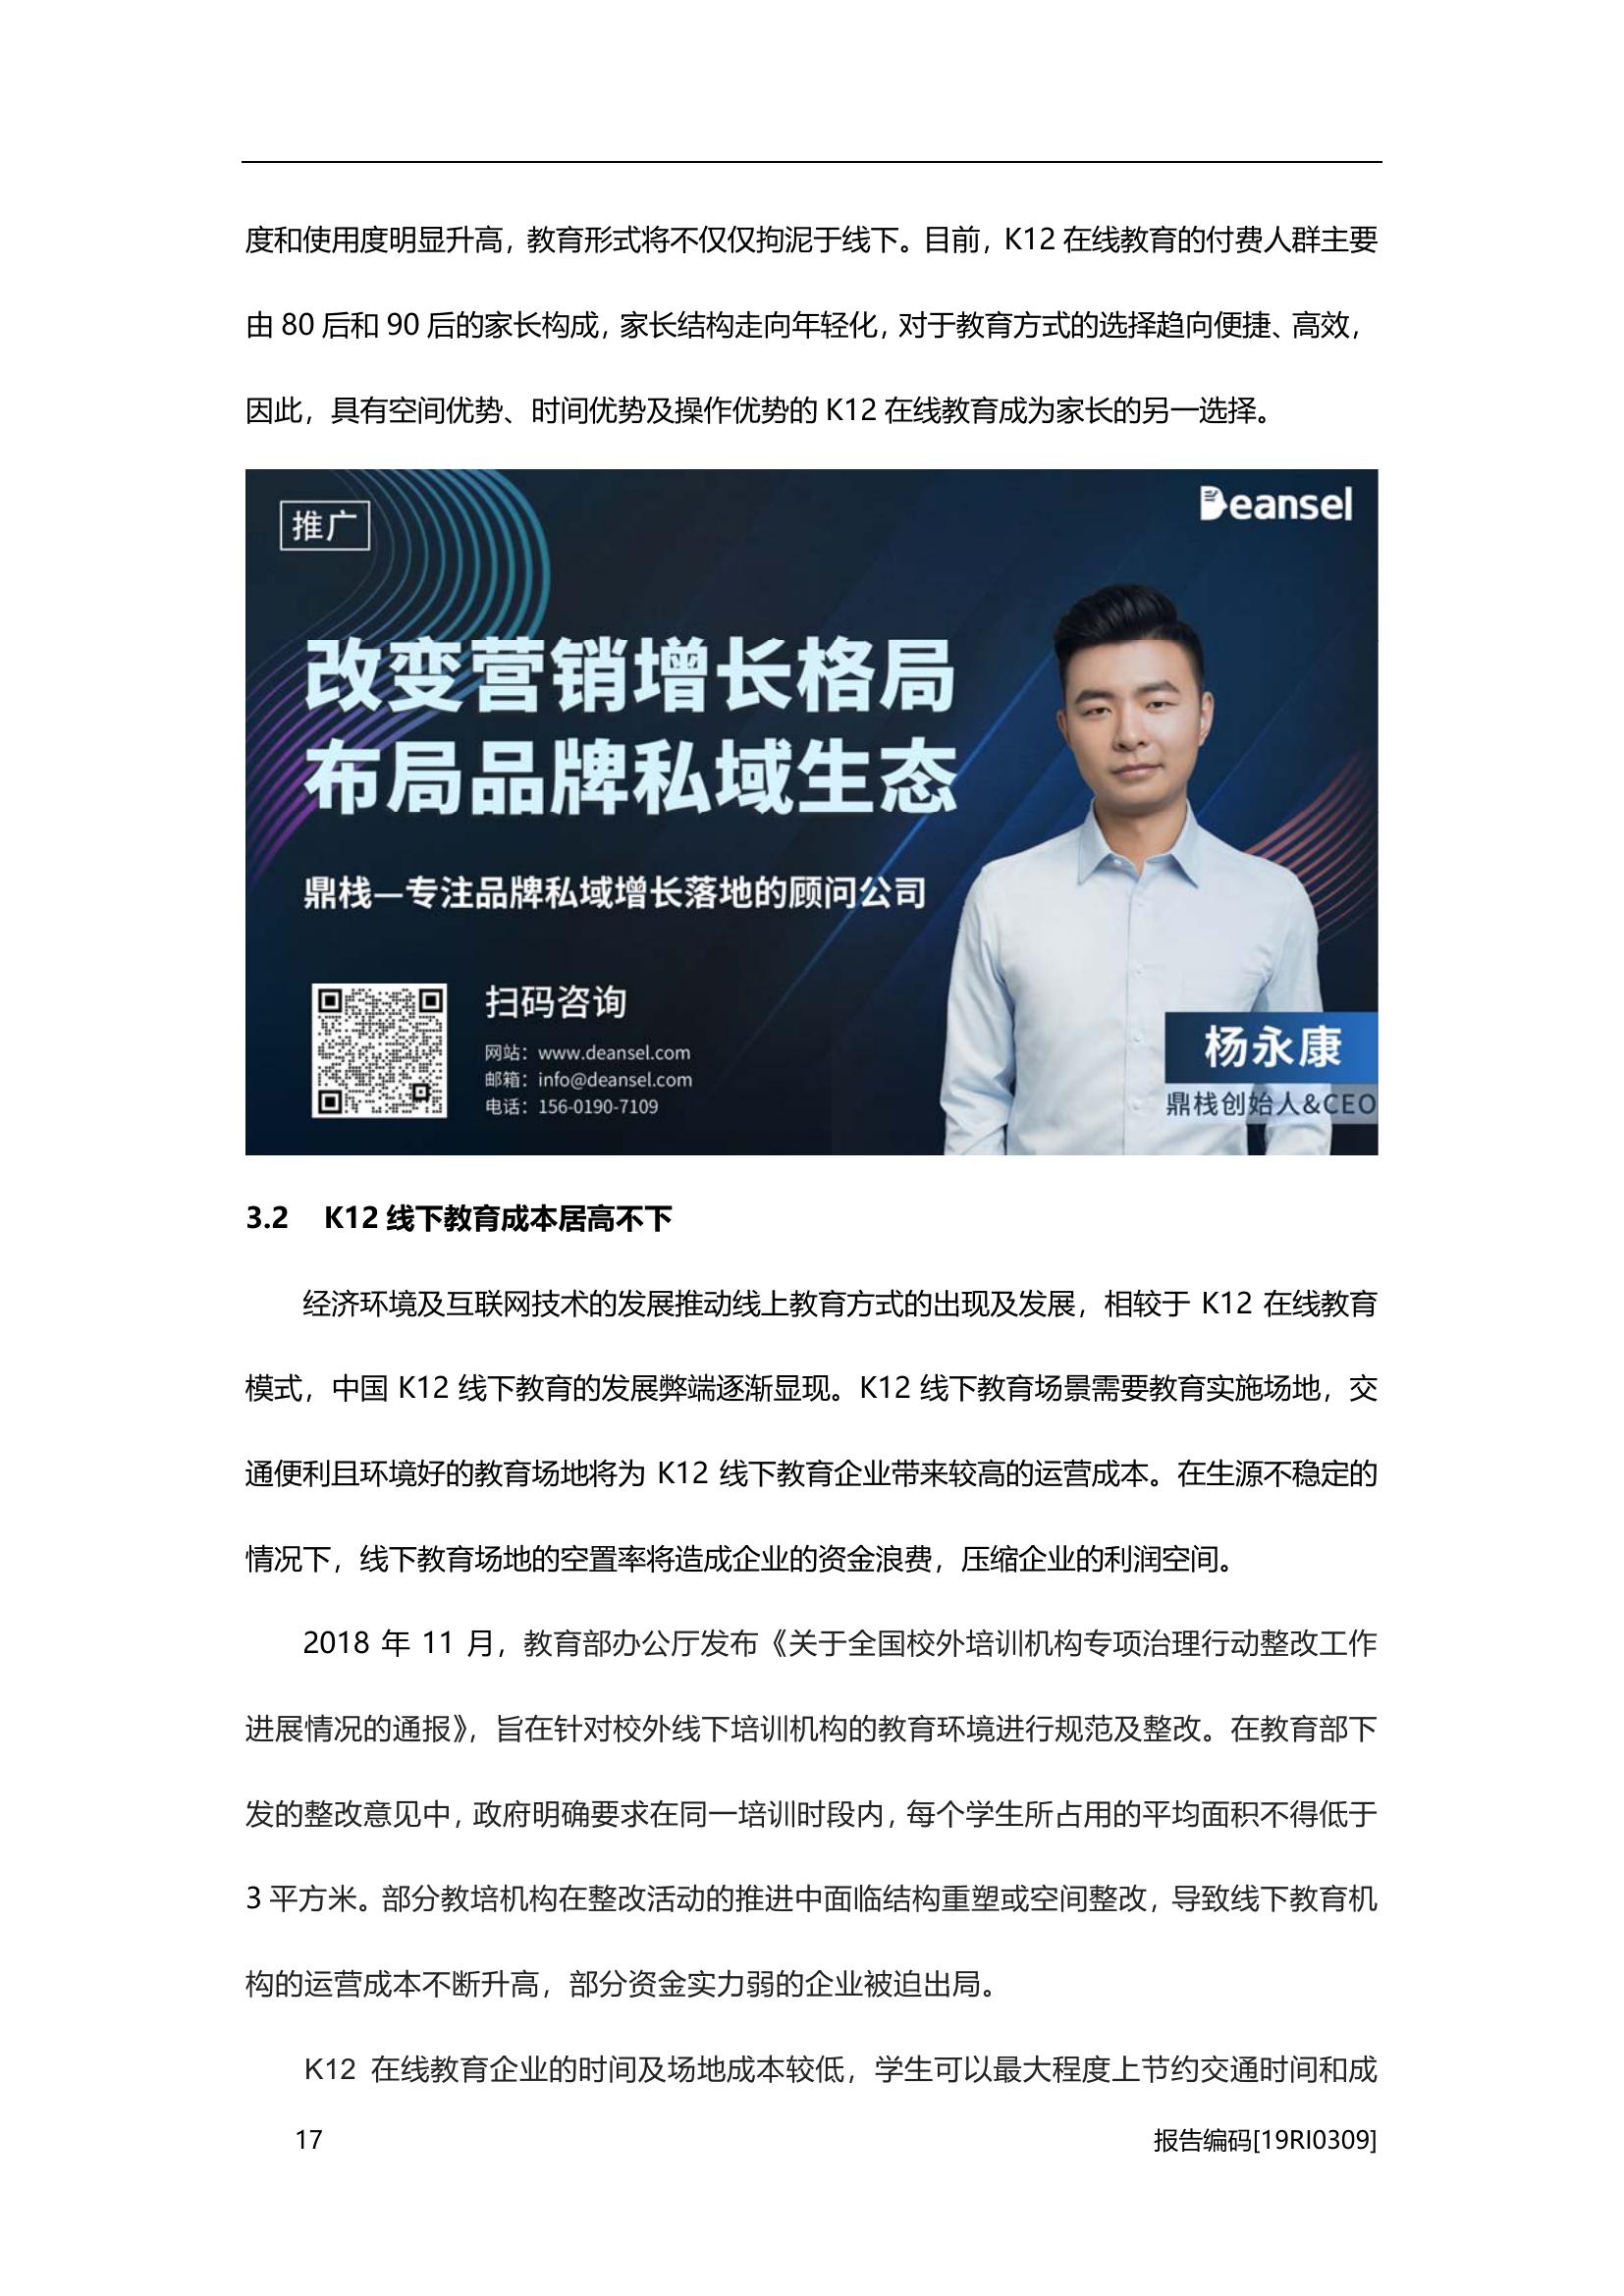 度和使用度明显升高，教育形式将不仅仅拘泥于线下。目前，K12 在线教育的付费人群主要
由 80 后和 90 后的家长构成，家长结构走向年轻化，对于教育方式的选择趋向便捷、高效，
因此，具有空间优势、时间优势及操作优势的 K12 在线教育成为家长的另一选择。
推广
Deansel
改变营销增长格局
布局品牌私域生态
鼎栈—专注品牌私域增长落地的顾问公司
扫码咨询
网站：www.deansel.com
邮箱：info@deansel.com
电话：156-0190-7109
杨永康
鼎栈创始人&CEO
3.2 K12 线下教育成本居高不下
经济环境及互联网技术的发展推动线上教育方式的出现及发展，相较于 K12 在线教育
模式，中国 K12 线下教育的发展弊端逐渐显现。K12 线下教育场景需要教育实施场地，交
通便利且环境好的教育场地将为 K12 线下教育企业带来较高的运营成本。在生源不稳定的
情况下，线下教育场地的空置率将造成企业的资金浪费，压缩企业的利润空间。
2018 年 11 月，教育部办公厅发布《关于全国校外培训机构专项治理行动整改工作
进展情况的通报》，旨在针对校外线下培训机构的教育环境进行规范及整改。在教育部下
发的整改意见中，政府明确要求在同一培训时段内，每个学生所占用的平均面积不得低于
3 平方米。部分教培机构在整改活动的推进中面临结构重塑或空间整改，导致线下教育机
构的运营成本不断升高，部分资金实力弱的企业被迫出局。
K12 在线教育企业的时间及场地成本较低，学生可以最大程度上节约交通时间和成
17
报告编码[19RI0309]